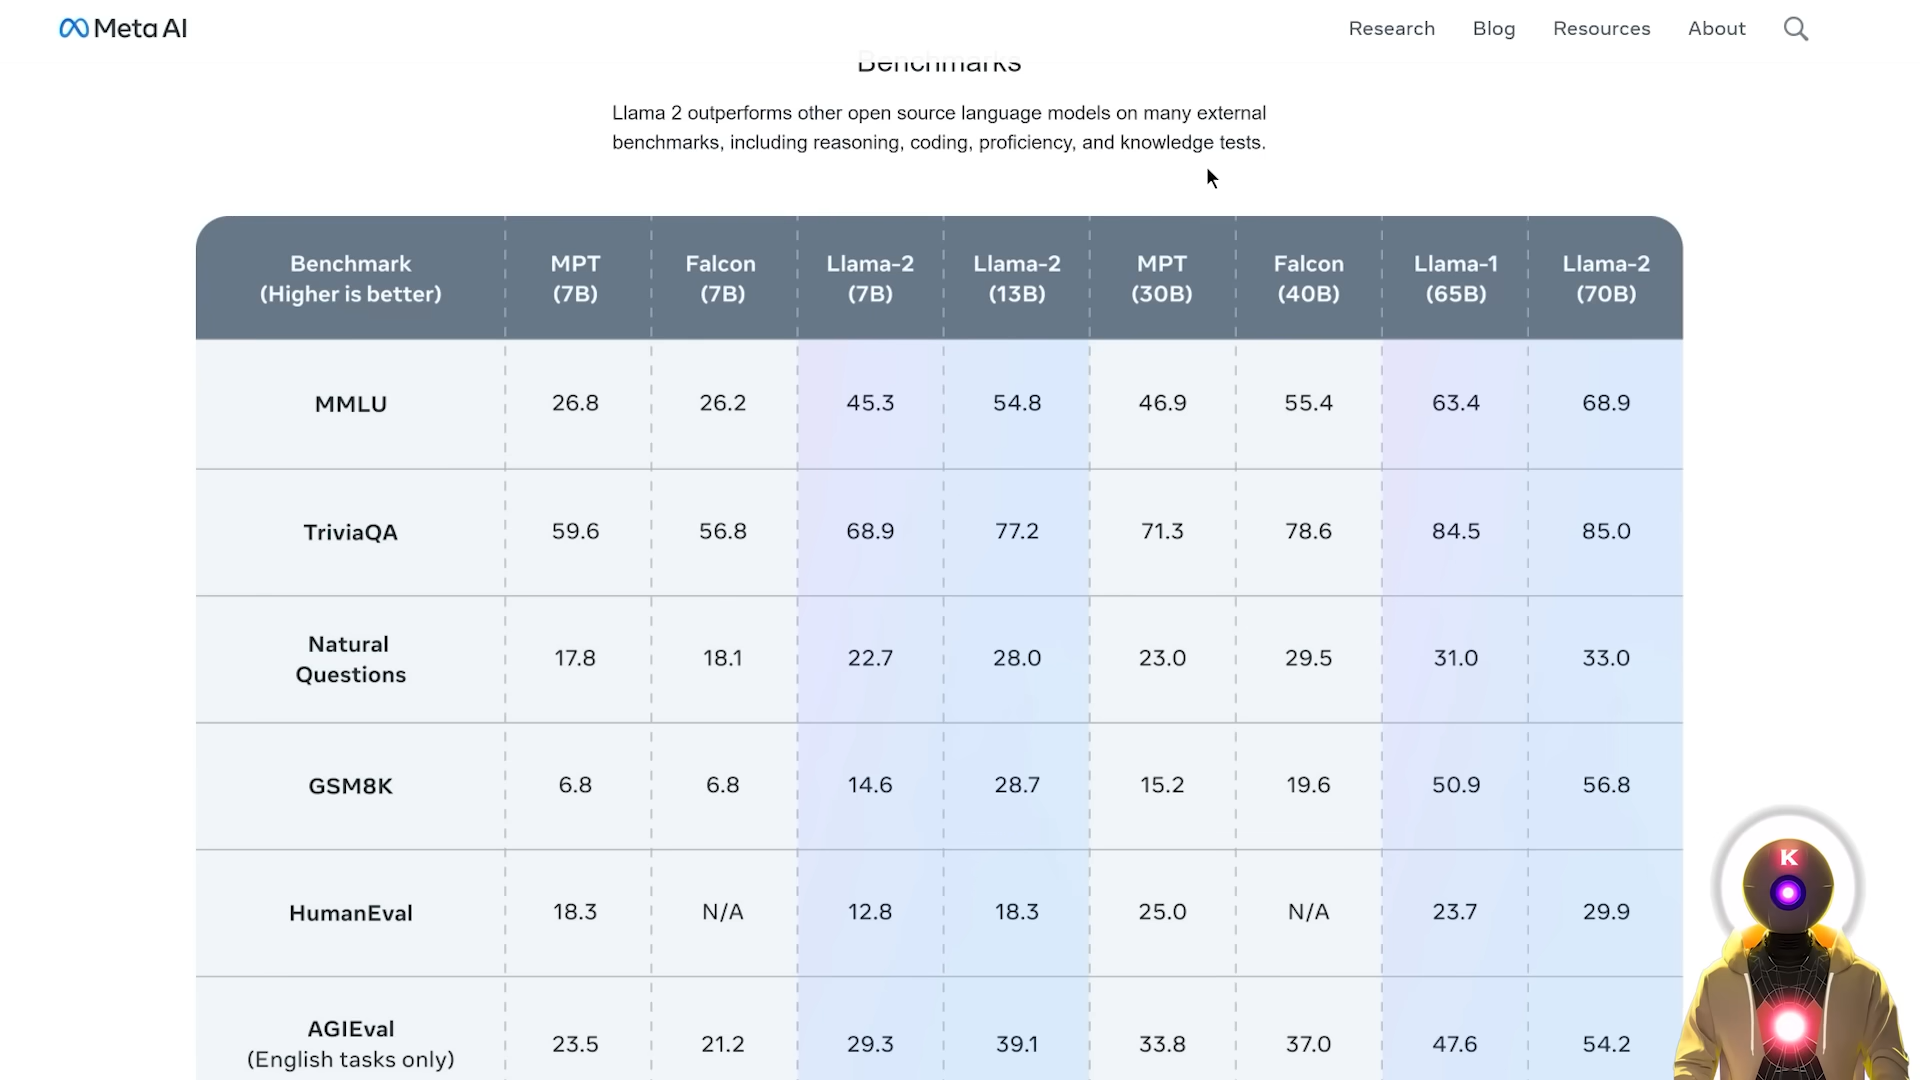 Meta AI
Research Blog Resources About
Benchmarks
Llama 2 outperforms other open source language models on many external
benchmarks, including reasoning, coding, proficiency, and knowledge tests.
Benchmark (Higher is better) MPT (7B) Falcon (7B) Llama-2 (7B) Llama-2 (13B) MPT (30B) Falcon (40B) Llama-1 (65B) Llama-2 (70B)
MMLU 26.8 26.2 45.3 54.8 46.9 55.4 63.4 68.9
TriviaQA 59.6 56.8 68.9 77.2 71.3 78.6 84.5 85.0
Natural Questions 17.8 18.1 22.7 28.0 23.0 29.5 31.0 33.0
GSM8K 6.8 6.8 14.6 28.7 15.2 19.6 50.9 56.8
HumanEval 18.3 N/A 12.8 18.3 25.0 N/A 23.7 29.9
AGIEval (English tasks only) 23.5 21.2 29.3 39.1 33.8 37.0 47.6 54.2
K